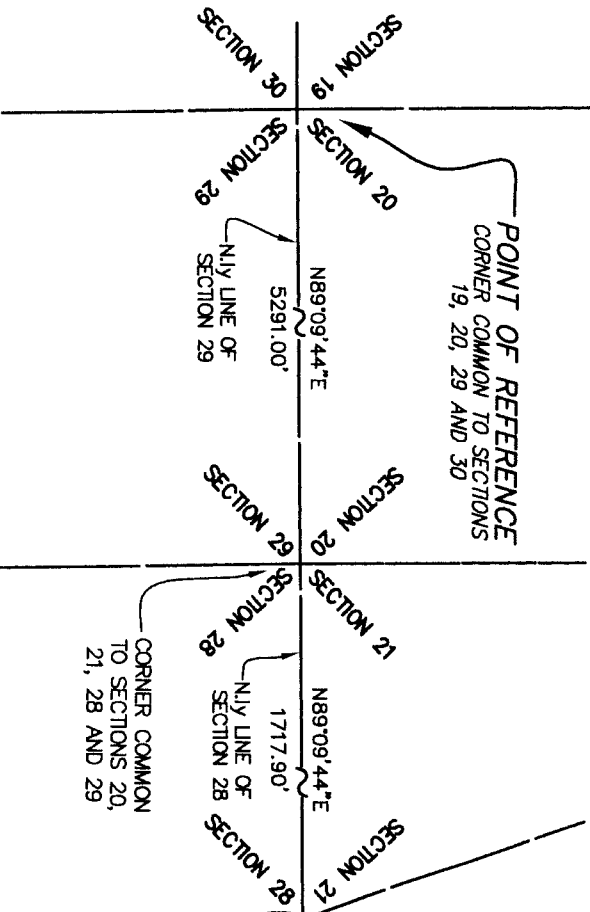 POINT OF REFERENCE
CORNER COMMON TO SECTIONS
19, 20, 29 AND 30
SECTION 30
SECTION 19
SECTION 20
SECTION 29
N89°09'44"E
5291.00'
N.ly LINE OF
SECTION 29
SECTION 20
SECTION 29
SECTION 21
SECTION 28
CORNER COMMON
TO SECTIONS 20,
21, 28 AND 29
N89°09'44"E
1717.90'
N.ly LINE OF
SECTION 28
SECTION 21
SECTION 28